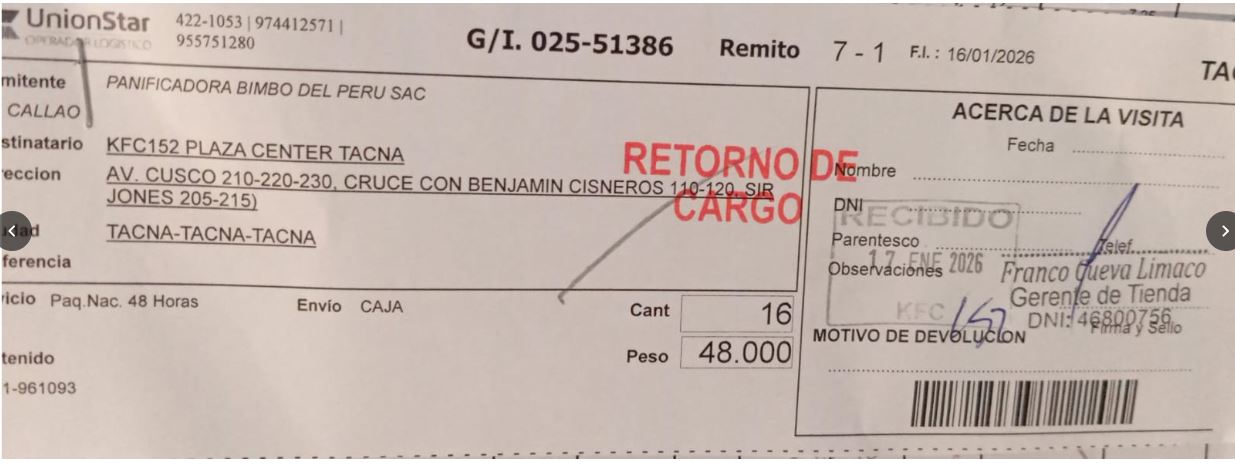 UnionStar
OPERADOR LOGISTICO
422-1053 | 974412571 |
955751280
G/I. 025-51386 Remito 7 - 1 F.I. : 16/01/2026
mitente PANIFICADORA BIMBO DEL PERU SAC
CALLAO
stinatario KFC152 PLAZA CENTER TACNA
eccion AV. CUSCO 210-220-230, CRUCE CON BENJAMIN CISNEROS 110-120, SIR
JONES 205-215)
TACNA-TACNA-TACNA
ferencia
RETORNO DE
CARGO
icio Paq.Nac. 48 Horas Envío CAJA
Cant 16
Peso 48.000
tenido
1-961093
ACERCA DE LA VISITA
Fecha
Nombre
DNI
Parentesco Telef
Observaciones
RECIBIDO
17 ENE 2026
KFC 152
Franco Cueva Limaco
Gerente de Tienda
DNI: 46800756
Firma y Sello
MOTIVO DE DEVOLUCION